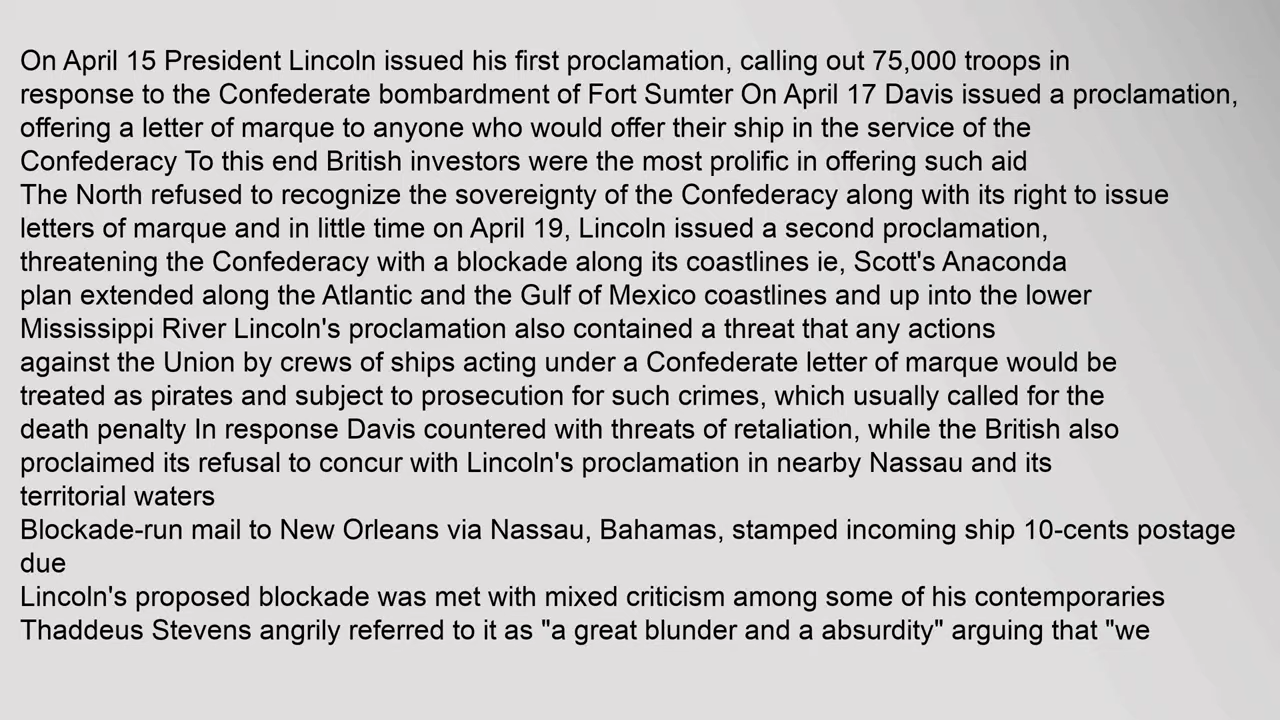 On April 15 President Lincoln issued his first proclamation, calling out 75,000 troops in
response to the Confederate bombardment of Fort Sumter On April 17 Davis issued a proclamation,
offering a letter of marque to anyone who would offer their ship in the service of the
Confederacy To this end British investors were the most prolific in offering such aid
The North refused to recognize the sovereignty of the Confederacy along with its right to issue
letters of marque and in little time on April 19, Lincoln issued a second proclamation,
threatening the Confederacy with a blockade along its coastlines ie, Scott's Anaconda
plan extended along the Atlantic and the Gulf of Mexico coastlines and up into the lower
Mississippi River Lincoln's proclamation also contained a threat that any actions
against the Union by crews of ships acting under a Confederate letter of marque would be
treated as pirates and subject to prosecution for such crimes, which usually called for the
death penalty In response Davis countered with threats of retaliation, while the British also
proclaimed its refusal to concur with Lincoln's proclamation in nearby Nassau and its
territorial waters
Blockade-run mail to New Orleans via Nassau, Bahamas, stamped incoming ship 10-cents postage
due
Lincoln's proposed blockade was met with mixed criticism among some of his contemporaries
Thaddeus Stevens angrily referred to it as "a great blunder and a absurdity" arguing that "we